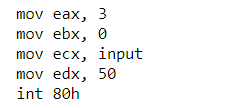 mov eax, 3
mov ebx, 0
mov ecx, input
mov edx, 50
int 80h